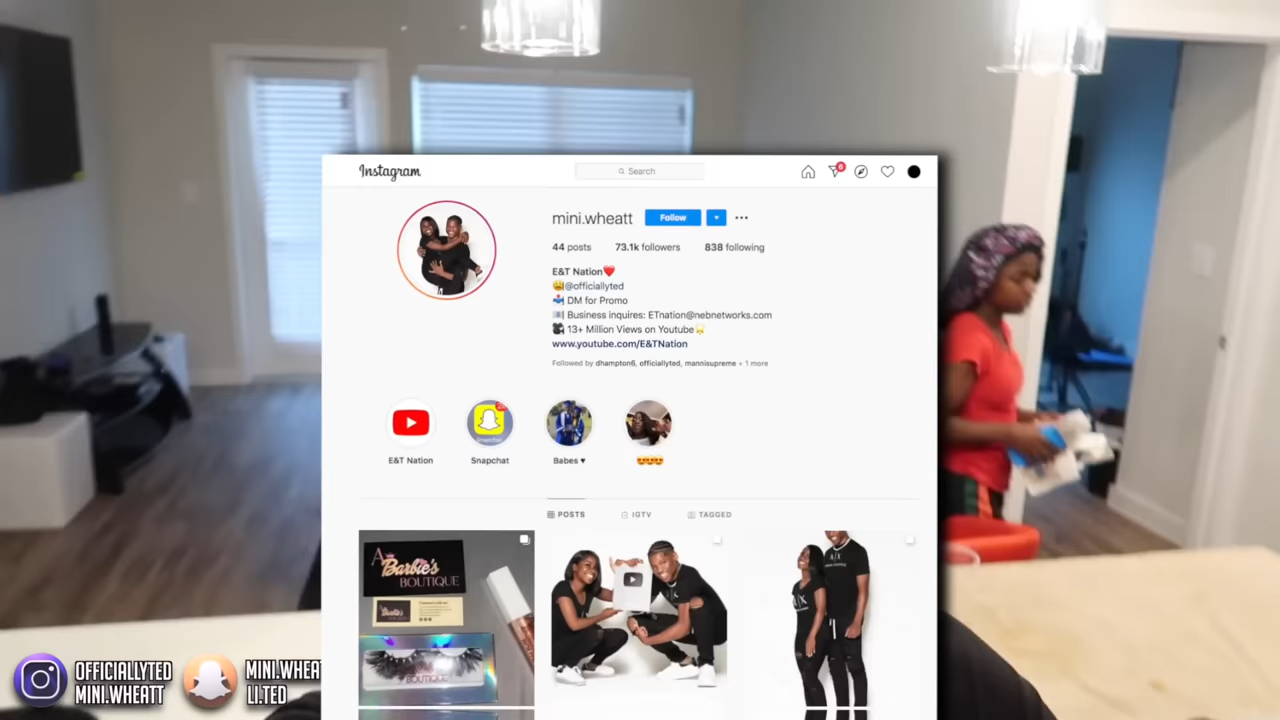 Instagram
Search
6
mini.wheatt
Follow
44 posts 73.1k followers 838 following
E&T Nation❤️
😩@officiallyted
📩 DM for Promo
📧 Business inquires: ETnation@nebnetworks.com
🎥 13+ Million Views on Youtube
www.youtube.com/E&TNation
Followed by dhampton6, officiallyted, mannisupreme + 1 more
E&T Nation
Snapchat
Babes ♥
😍😍😍
POSTS
IGTV
TAGGED
A
Barbie's
BOUTIQUE
A|X
A|X
OFFICIALLYTED
MINI.WHEATT
MINI.WHEAT
LI.TED